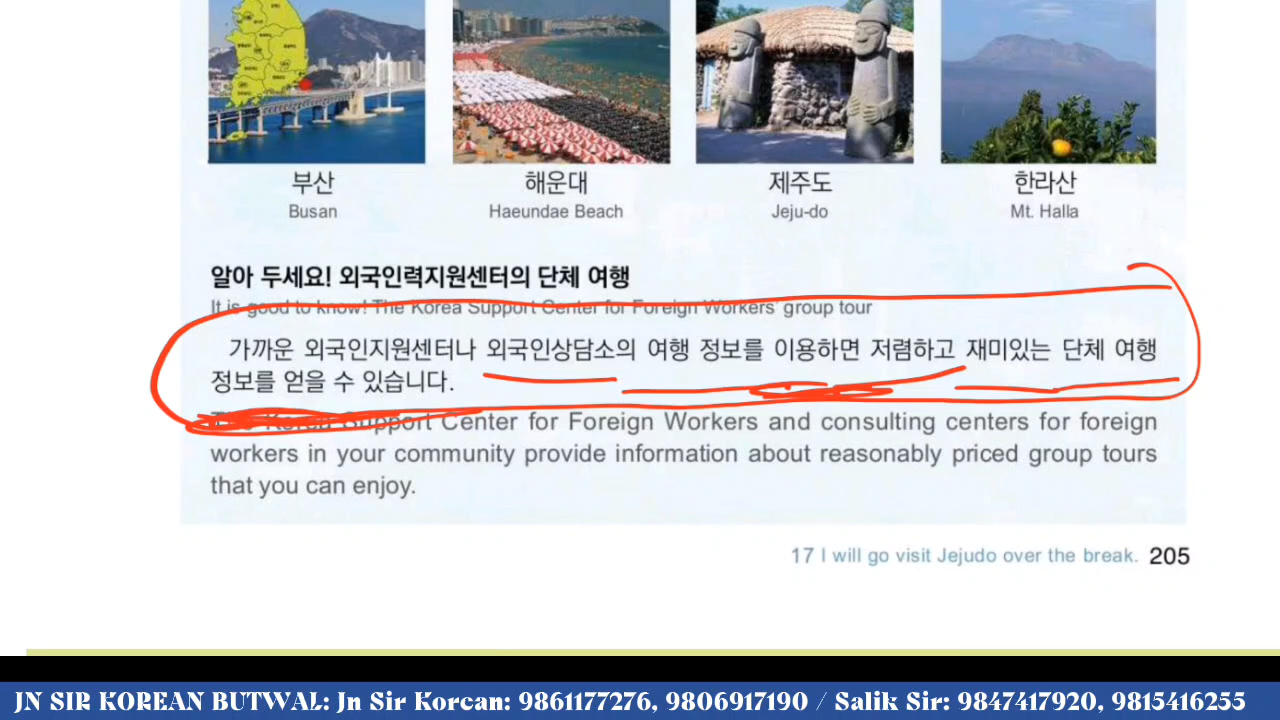 부산 해운대 제주도 한라산
Busan Haeundae Beach Jeju-do Mt. Halla
알아 두세요! 외국인력지원센터의 단체 여행
It is good to know! The Korea Support Center for Foreign Workers' group tour
가까운 외국인지원센터나 외국인상담소의 여행 정보를 이용하면 저렴하고 재미있는 단체 여행
정보를 얻을 수 있습니다.
The Korea Support Center for Foreign Workers and consulting centers for foreign
workers in your community provide information about reasonably priced group tours
that you can enjoy.
17 I will go visit Jejudo over the break. 205
JN SIR KOREAN BUTWAL: Jn Sir Korcan: 9861177276, 9806917190 / Salik Sir: 9847417920, 9815416255